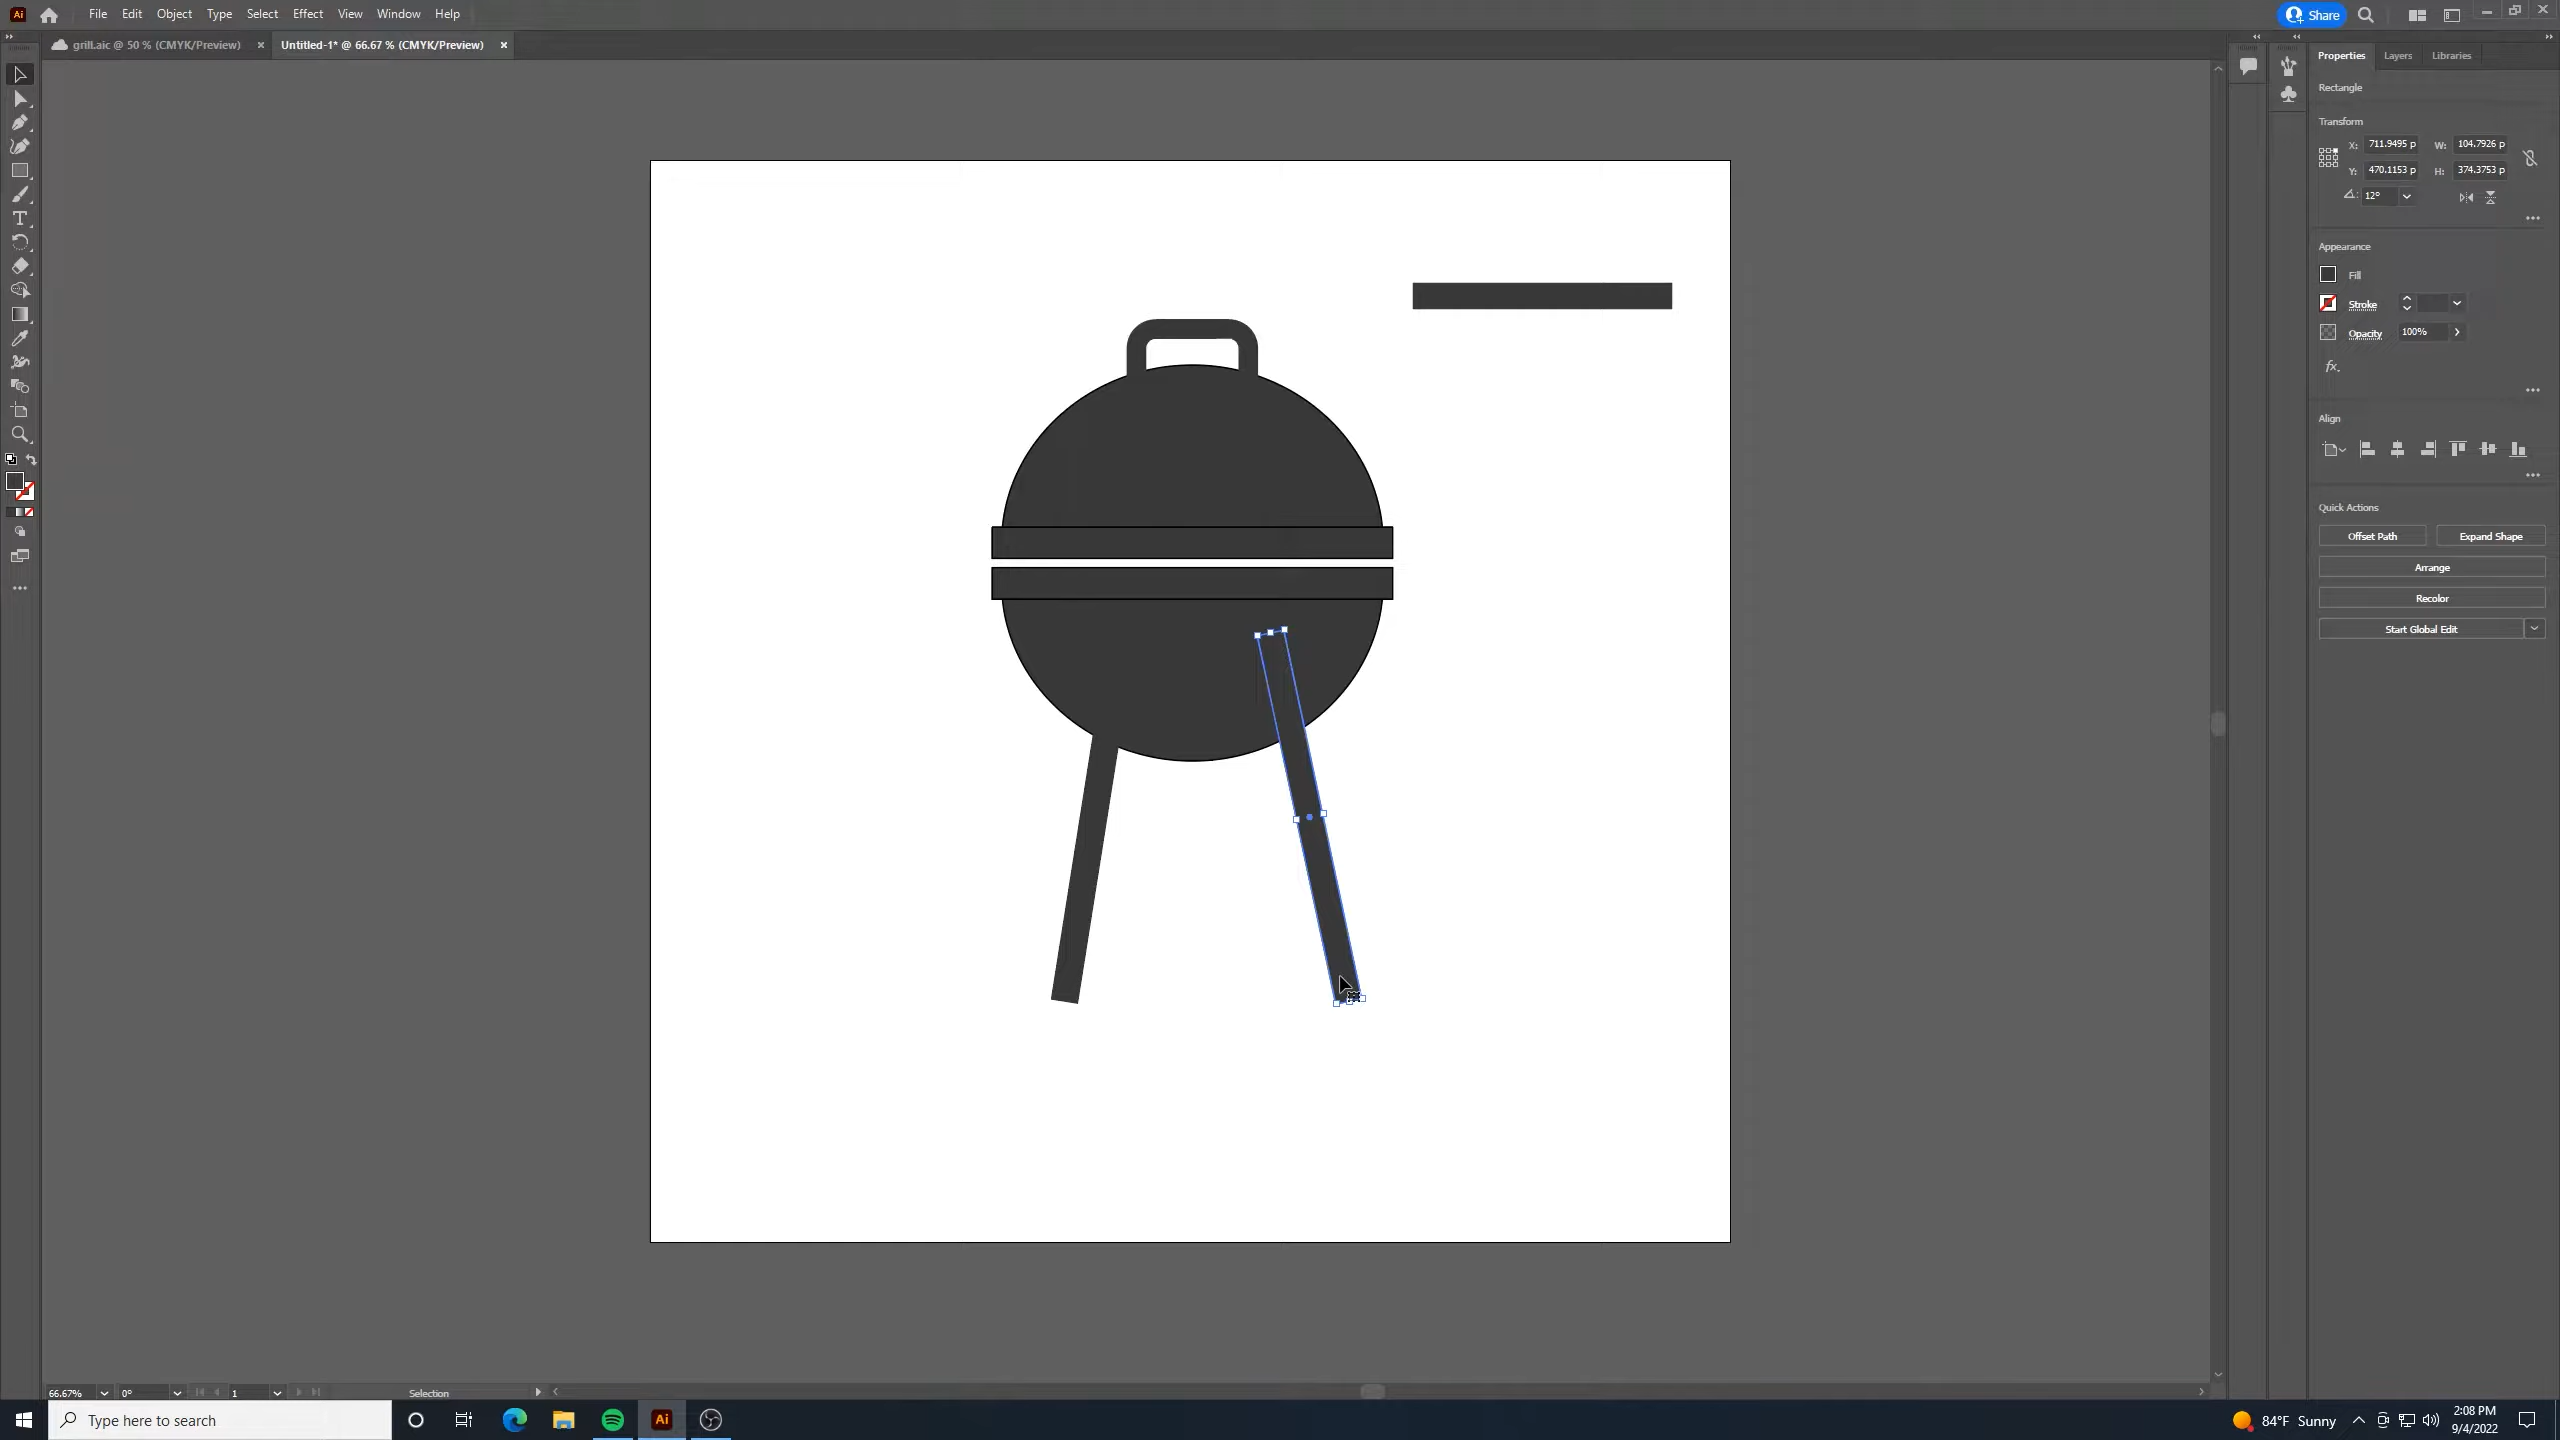 Ai File Edit Object Type Select Effect View Window Help Share
grill.aic @ 50 % (CMYK/Preview) × Untitled-1* @ 66.67 % (CMYK/Preview) ×
Properties Layers Libraries
Rectangle
Transform
X: 711.9495 p W: 104.7926 p
Y: 470.1153 p H: 374.3753 p
12°
Appearance
Fill
Stroke
Opacity 100%
fx.
Align
Quick Actions
Offset Path Expand Shape
Arrange
Recolor
Start Global Edit
66.67% 0° 1 Selection
Type here to search Ai 84°F Sunny 2:08 PM
9/4/2022